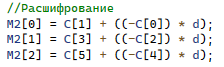 //Расшифрование
M2[0] = C[1] + ((-C[0]) * d);
M2[1] = C[3] + ((-C[2]) * d);
M2[2] = C[5] + ((-C[4]) * d);